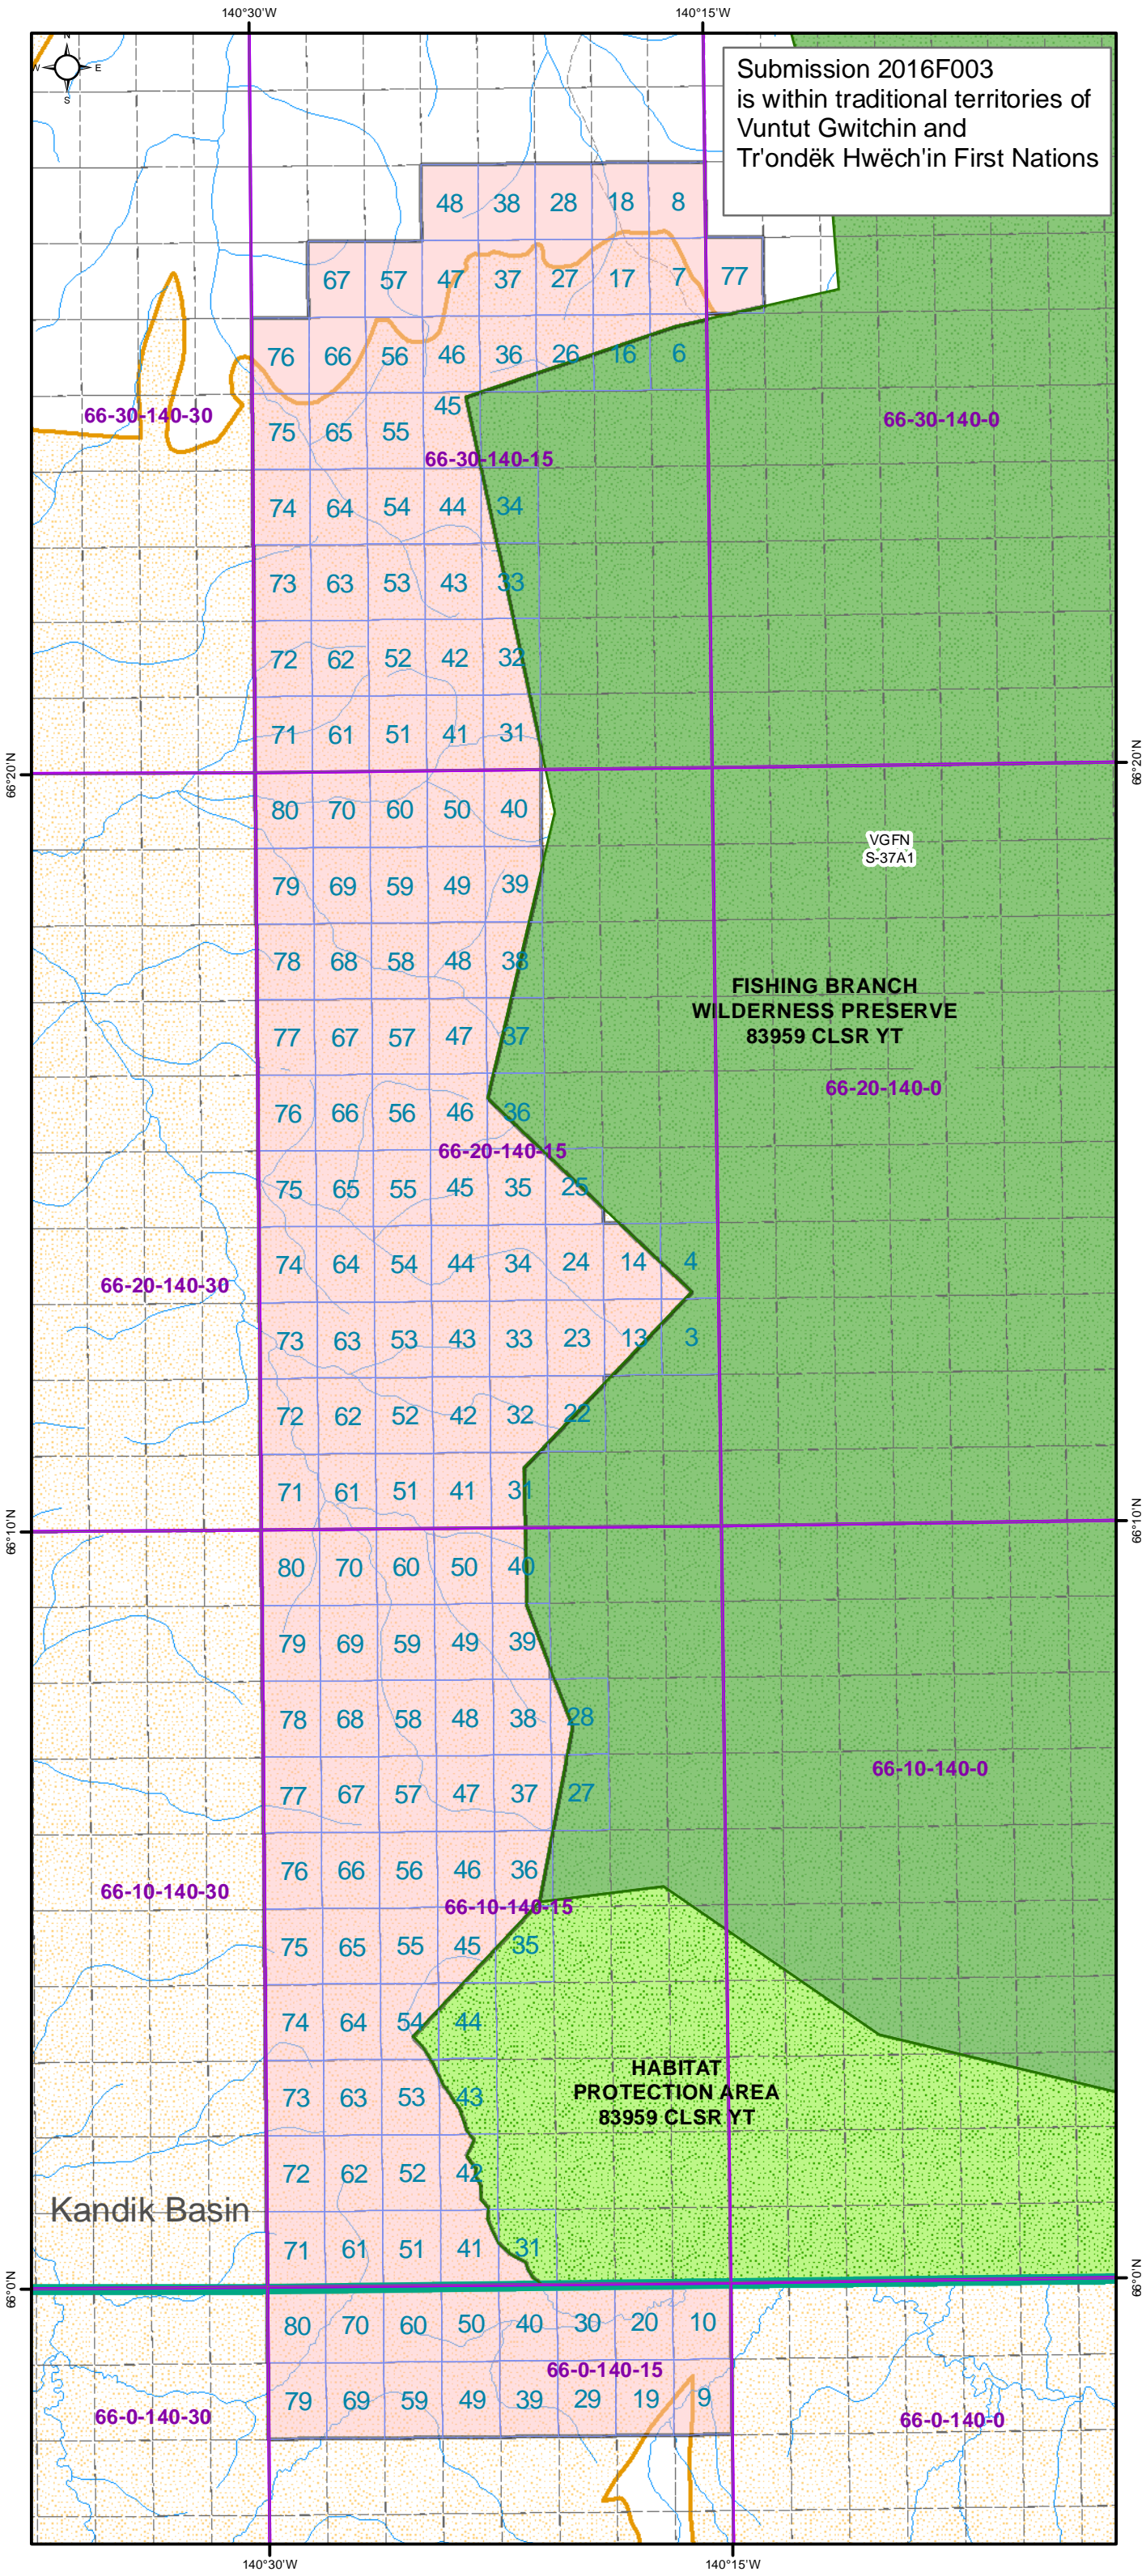 140°30'W 140°15'W
N
W E
S
Submission 2016F003
is within traditional territories of
Vuntut Gwitchin and
Tr'ondëk Hwëch'in First Nations
48 38 28 18 8
67 57 47 37 27 17 7 77
76 66 56 46 36 26 16 6
45
66-30-140-30 66-30-140-0
75 65 55
66-30-140-15
74 64 54 44 34
73 63 53 43 33
72 62 52 42 32
71 61 51 41 31
66°20'N 66°20'N
80 70 60 50 40
VGFN
S-37A1
79 69 59 49 39
78 68 58 48 38
FISHING BRANCH
WILDERNESS PRESERVE
83959 CLSR YT
77 67 57 47 37
66-20-140-0
76 66 56 46 36
66-20-140-15
75 65 55 45 35 25
74 64 54 44 34 24 14 4
66-20-140-30
73 63 53 43 33 23 13 3
72 62 52 42 32 22
71 61 51 41 31
66°10'N 66°10'N
80 70 60 50 40
79 69 59 49 39
78 68 58 48 38 28
66-10-140-0
77 67 57 47 37 27
76 66 56 46 36
66-10-140-30
66-10-140-15
75 65 55 45 35
74 64 54 44
HABITAT
PROTECTION AREA
83959 CLSR YT
73 63 53 43
72 62 52 42
Kandik Basin
71 61 51 41 31
66°0'N 66°0'N
80 70 60 50 40 30 20 10
66-0-140-15
79 69 59 49 39 29 19 9
66-0-140-30 66-0-140-0
140°30'W 140°15'W